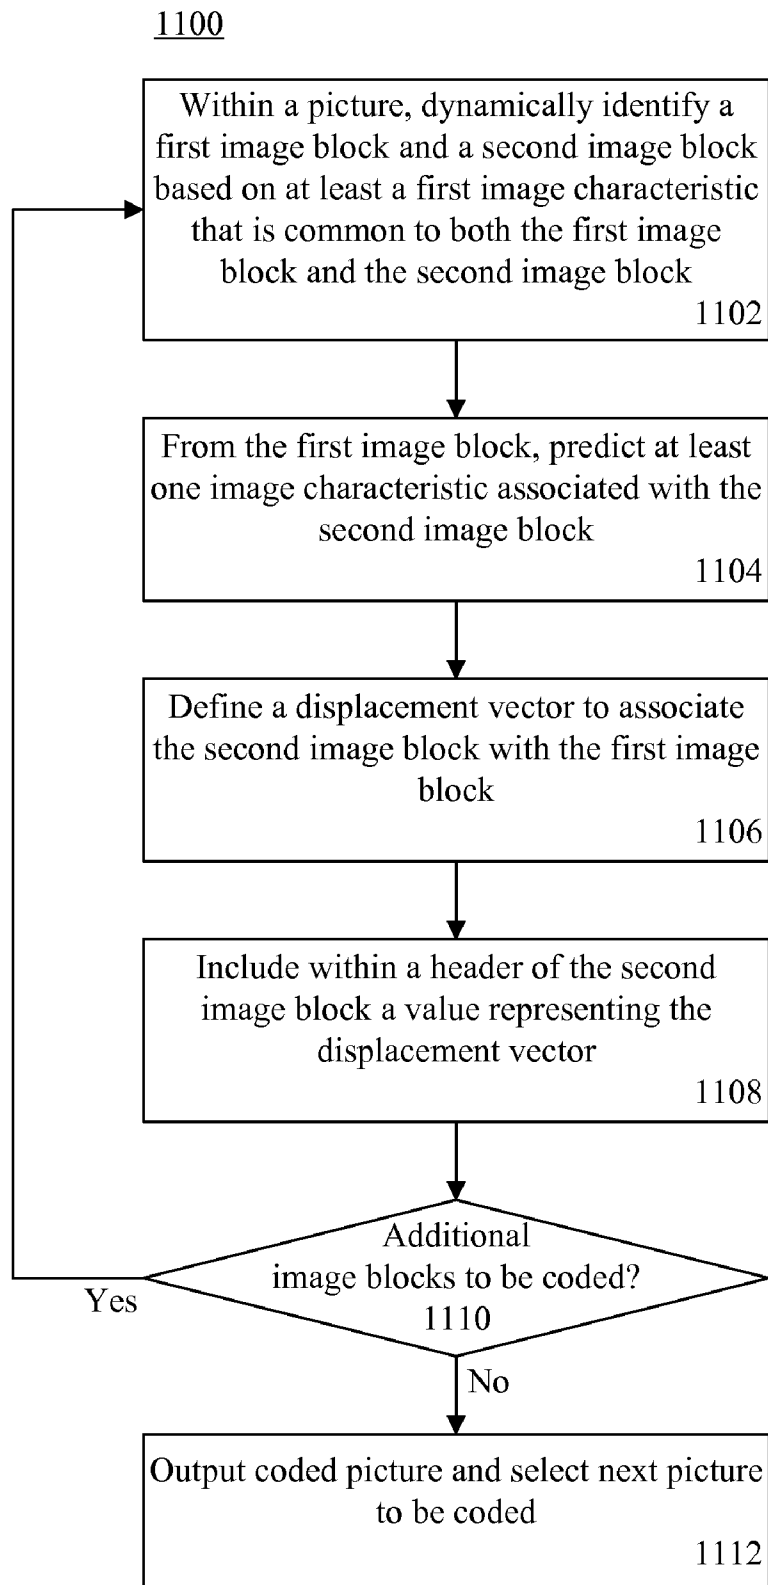 1100
Within a picture, dynamically identify a
first image block and a second image block
based on at least a first image characteristic
that is common to both the first image
block and the second image block
1102
From the first image block, predict at least
one image characteristic associated with the
second image block
1104
Define a displacement vector to associate
the second image block with the first image
block
1106
Include within a header of the second
image block a value representing the
displacement vector
1108
Additional
image blocks to be coded?
1110
Yes
No
Output coded picture and select next picture
to be coded
1112